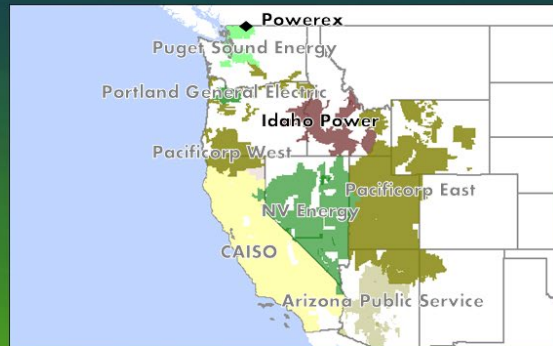 Powerex
Puget Sound Energy
Portland General Electric
Idaho Power
Pacificorp West
Pacificorp East
NV Energy
CAISO
Arizona Public Service